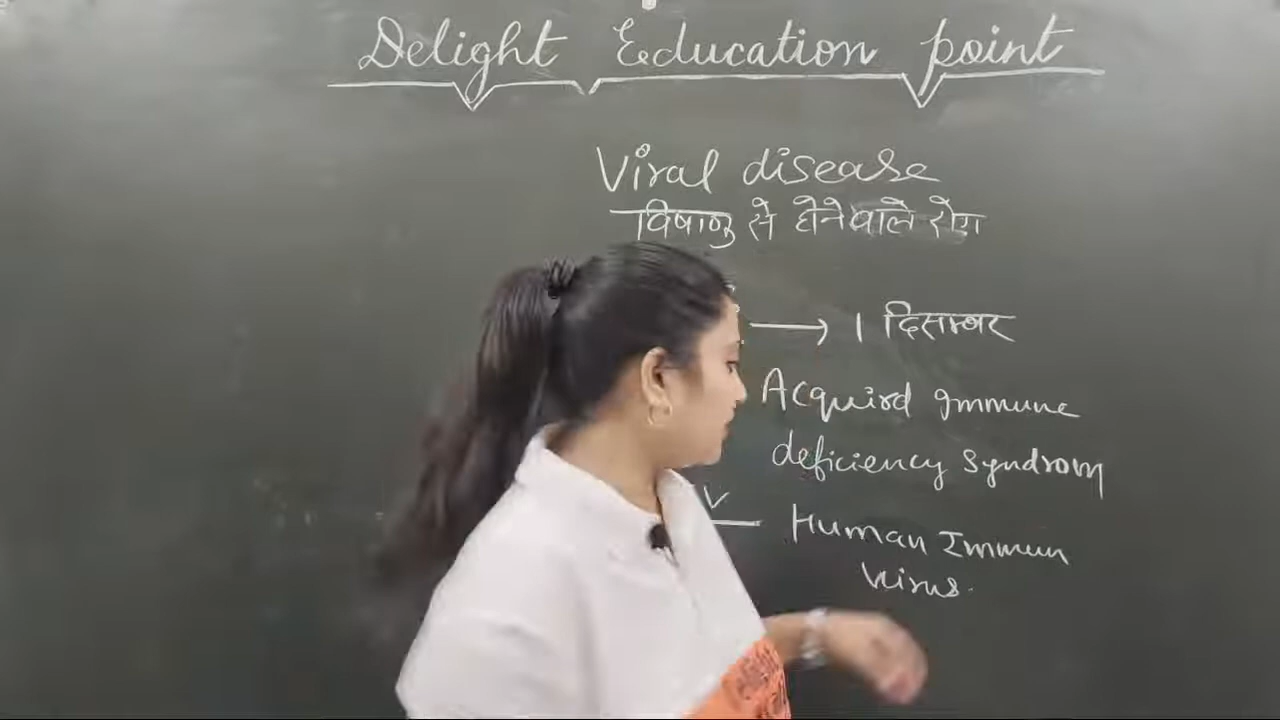 Delight Education point
Viral disease
विषाणु से होने वाले रोग
→ 1 दिसम्बर
Acquird Immune
deficiency Syndrom
V — Human Immun
Virus.